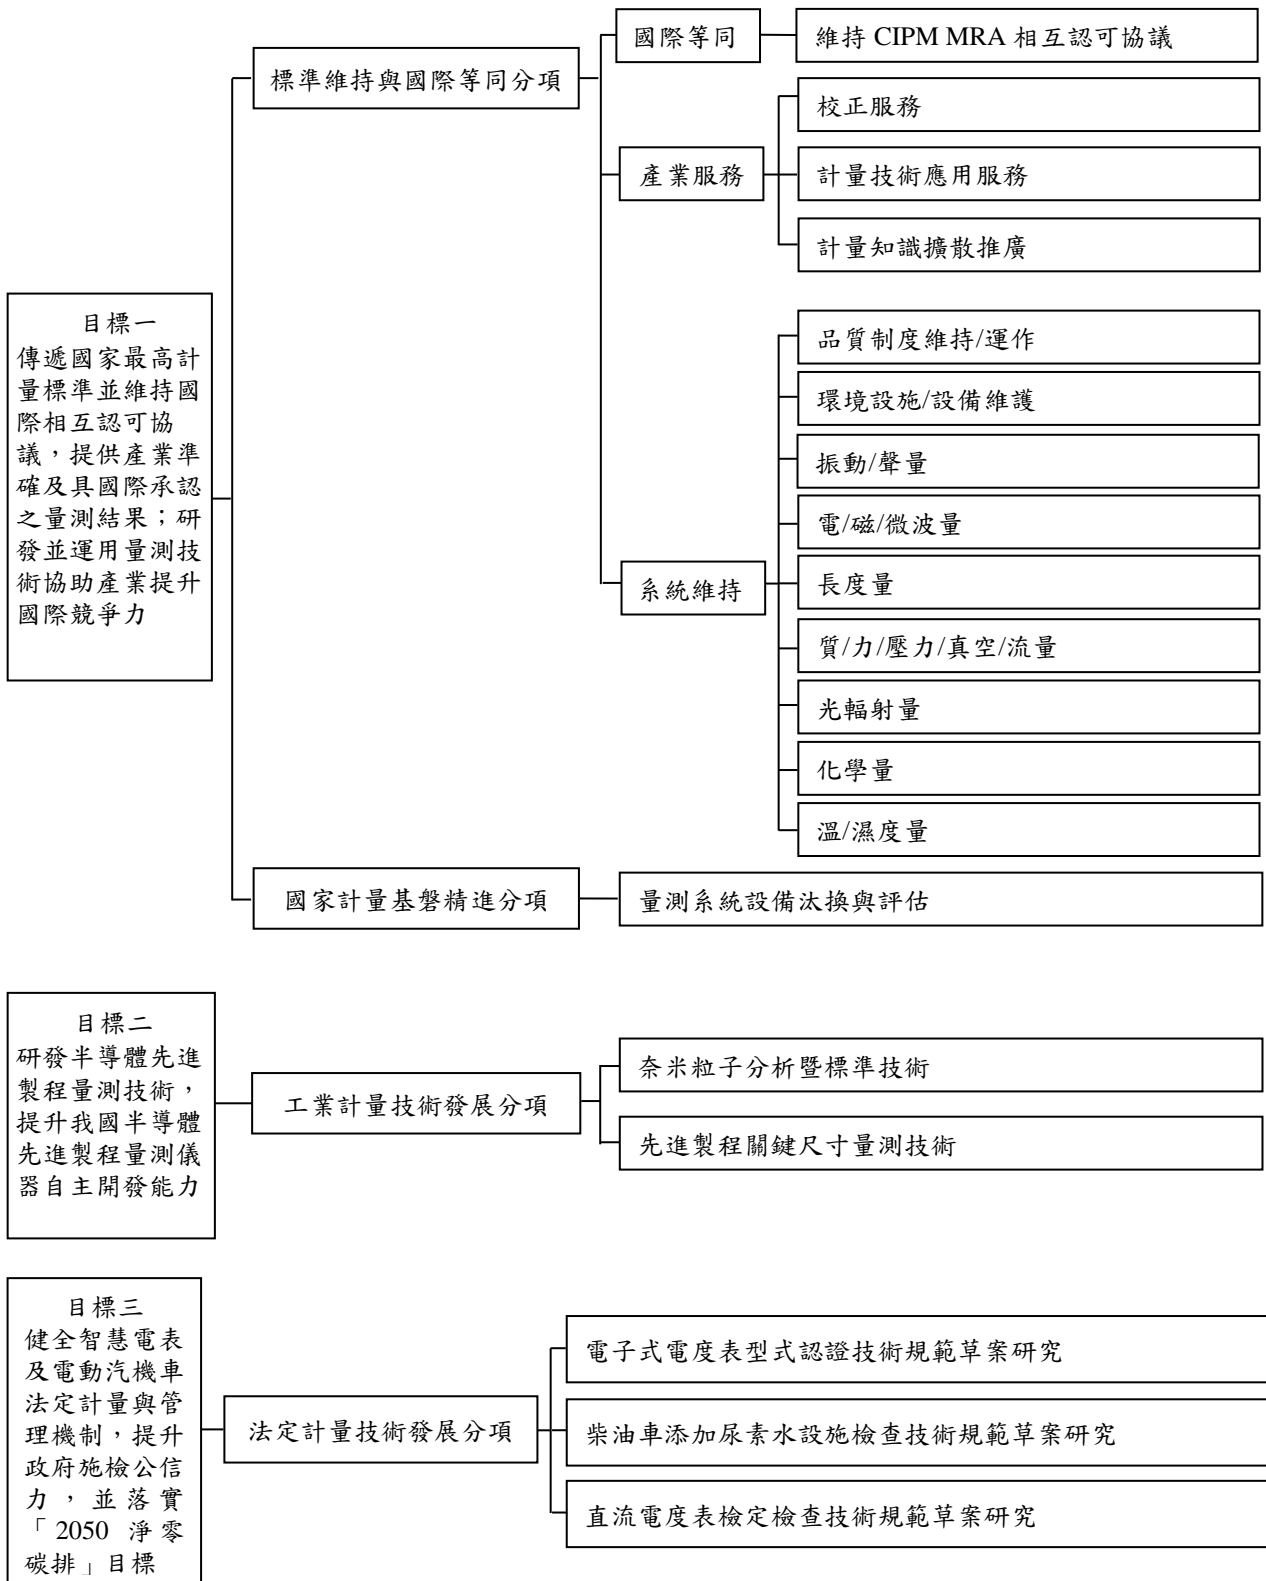 目標一
傳遞國家最高計
量標準並維持國
際相互認可協
議，提供產業準
確及具國際承認
之量測結果；研
發並運用量測技
術協助產業提升
國際競爭力
標準維持與國際等同分項
國際等同
維持 CIPM MRA 相互認可協議
產業服務
校正服務
計量技術應用服務
計量知識擴散推廣
系統維持
品質制度維持/運作
環境設施/設備維護
振動/聲量
電/磁/微波量
長度量
質/力/壓力/真空/流量
光輻射量
化學量
溫/濕度量
國家計量基磐精進分項
量測系統設備汰換與評估
目標二
研發半導體先進
製程量測技術，
提升我國半導體
先進製程量測儀
器自主開發能力
工業計量技術發展分項
奈米粒子分析暨標準技術
先進製程關鍵尺寸量測技術
目標三
健全智慧電表
及電動汽機車
法定計量與管
理機制，提升
政府施檢公信
力，並落實
「2050 淨零
碳排」目標
法定計量技術發展分項
電子式電度表型式認證技術規範草案研究
柴油車添加尿素水設施檢查技術規範草案研究
直流電度表檢定檢查技術規範草案研究